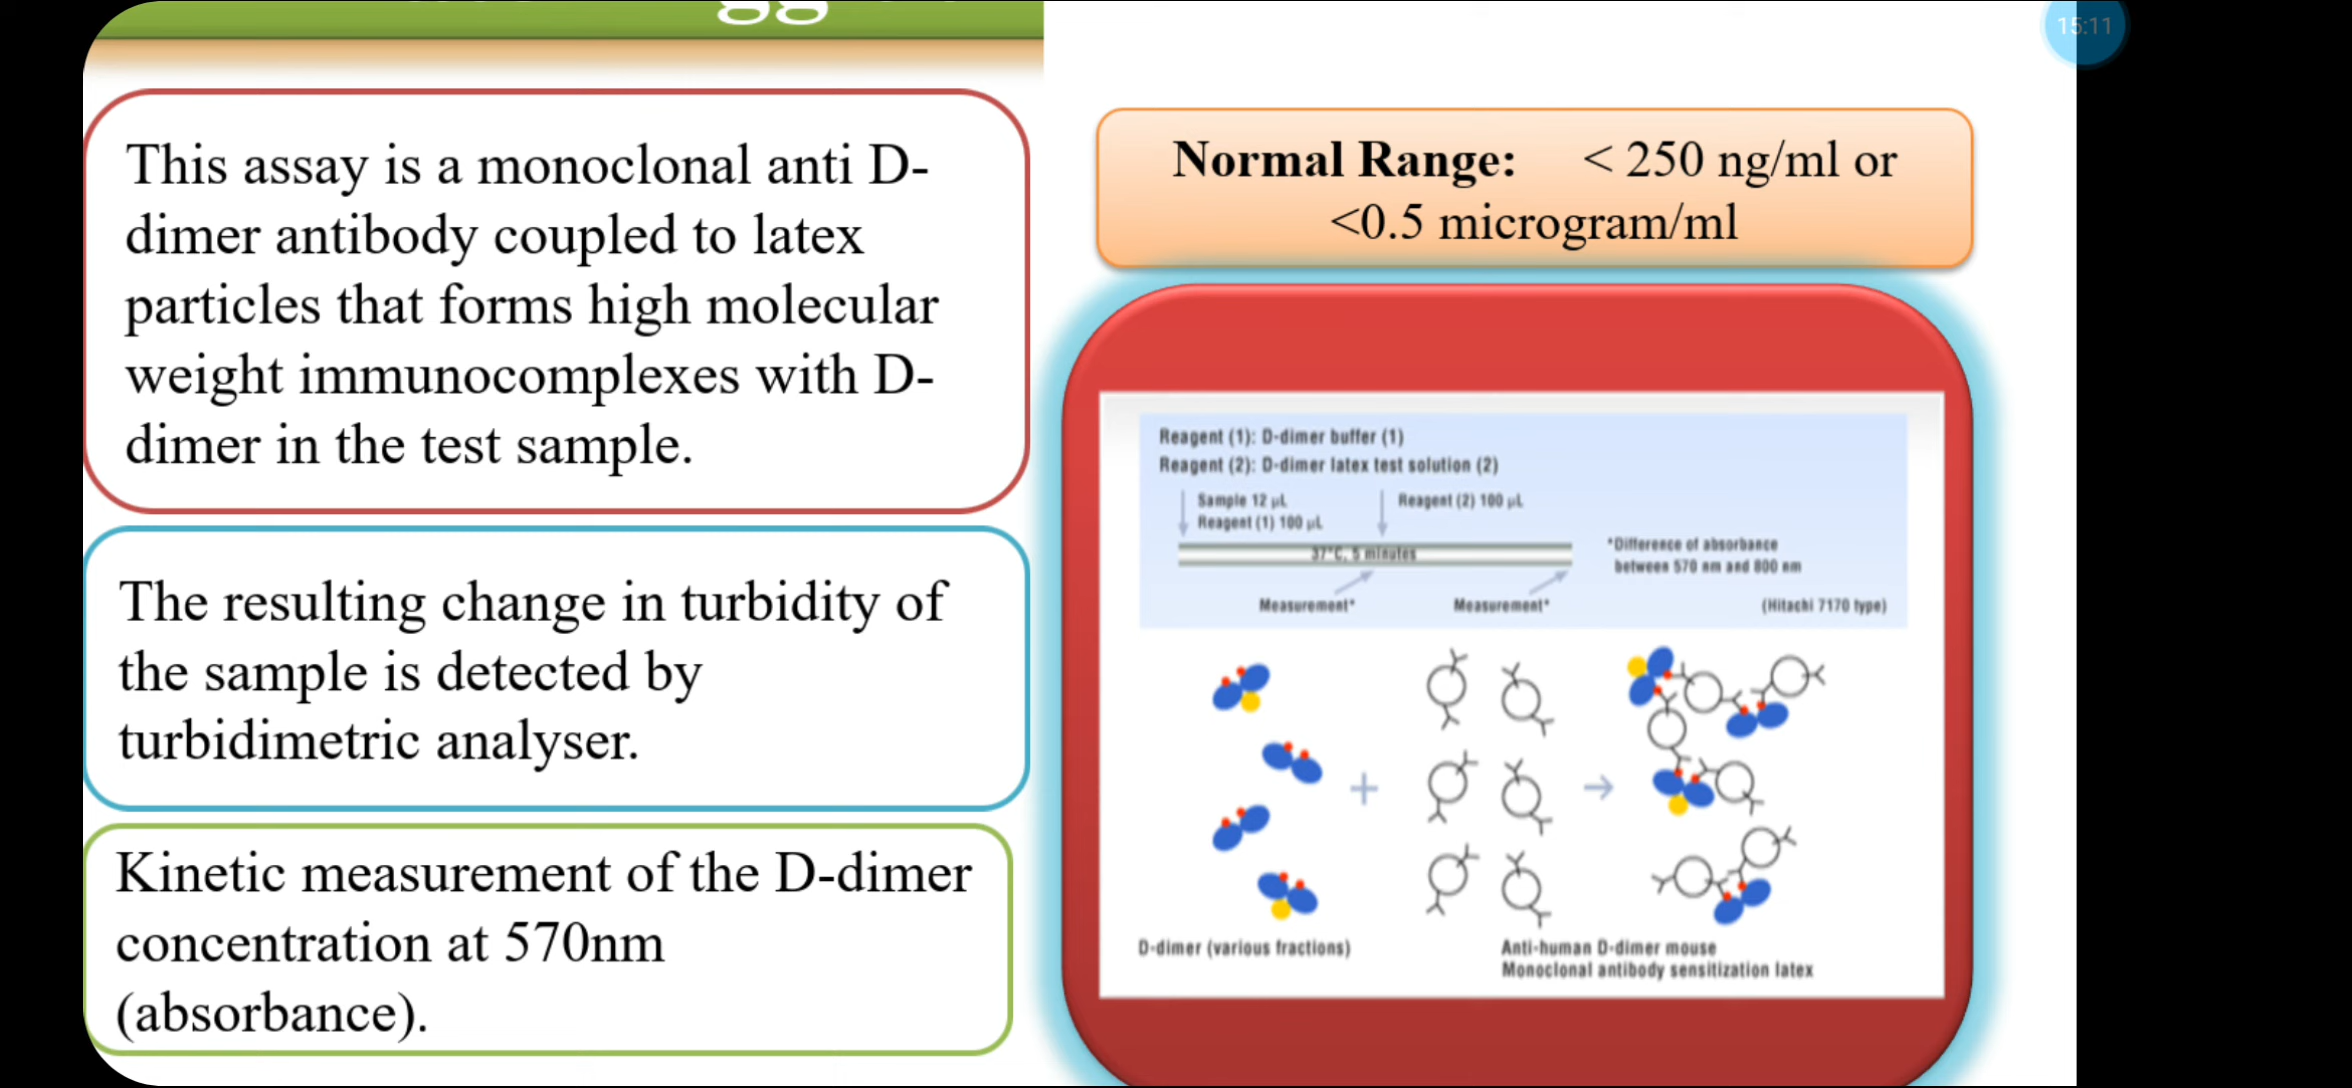 This assay is a monoclonal anti D-
dimer antibody coupled to latex
particles that forms high molecular
weight immunocomplexes with D-
dimer in the test sample.
The resulting change in turbidity of
the sample is detected by
turbidimetric analyser.
Kinetic measurement of the D-dimer
concentration at 570nm
(absorbance).
15:11
Normal Range: < 250 ng/ml or
<0.5 microgram/ml
Reagent (1): D-dimer buffer (1)
Reagent (2): D-dimer latex test solution (2)
Sample 12 µL
Reagent (1) 100 µL
Reagent (2) 100 µL
37°C, 5 minutes
*Difference of absorbance
between 570 nm and 800 nm
Measurement*
Measurement*
(Hitachi 7170 type)
+
D-dimer (various fractions)
Anti-human D-dimer mouse
Monoclonal antibody sensitization latex